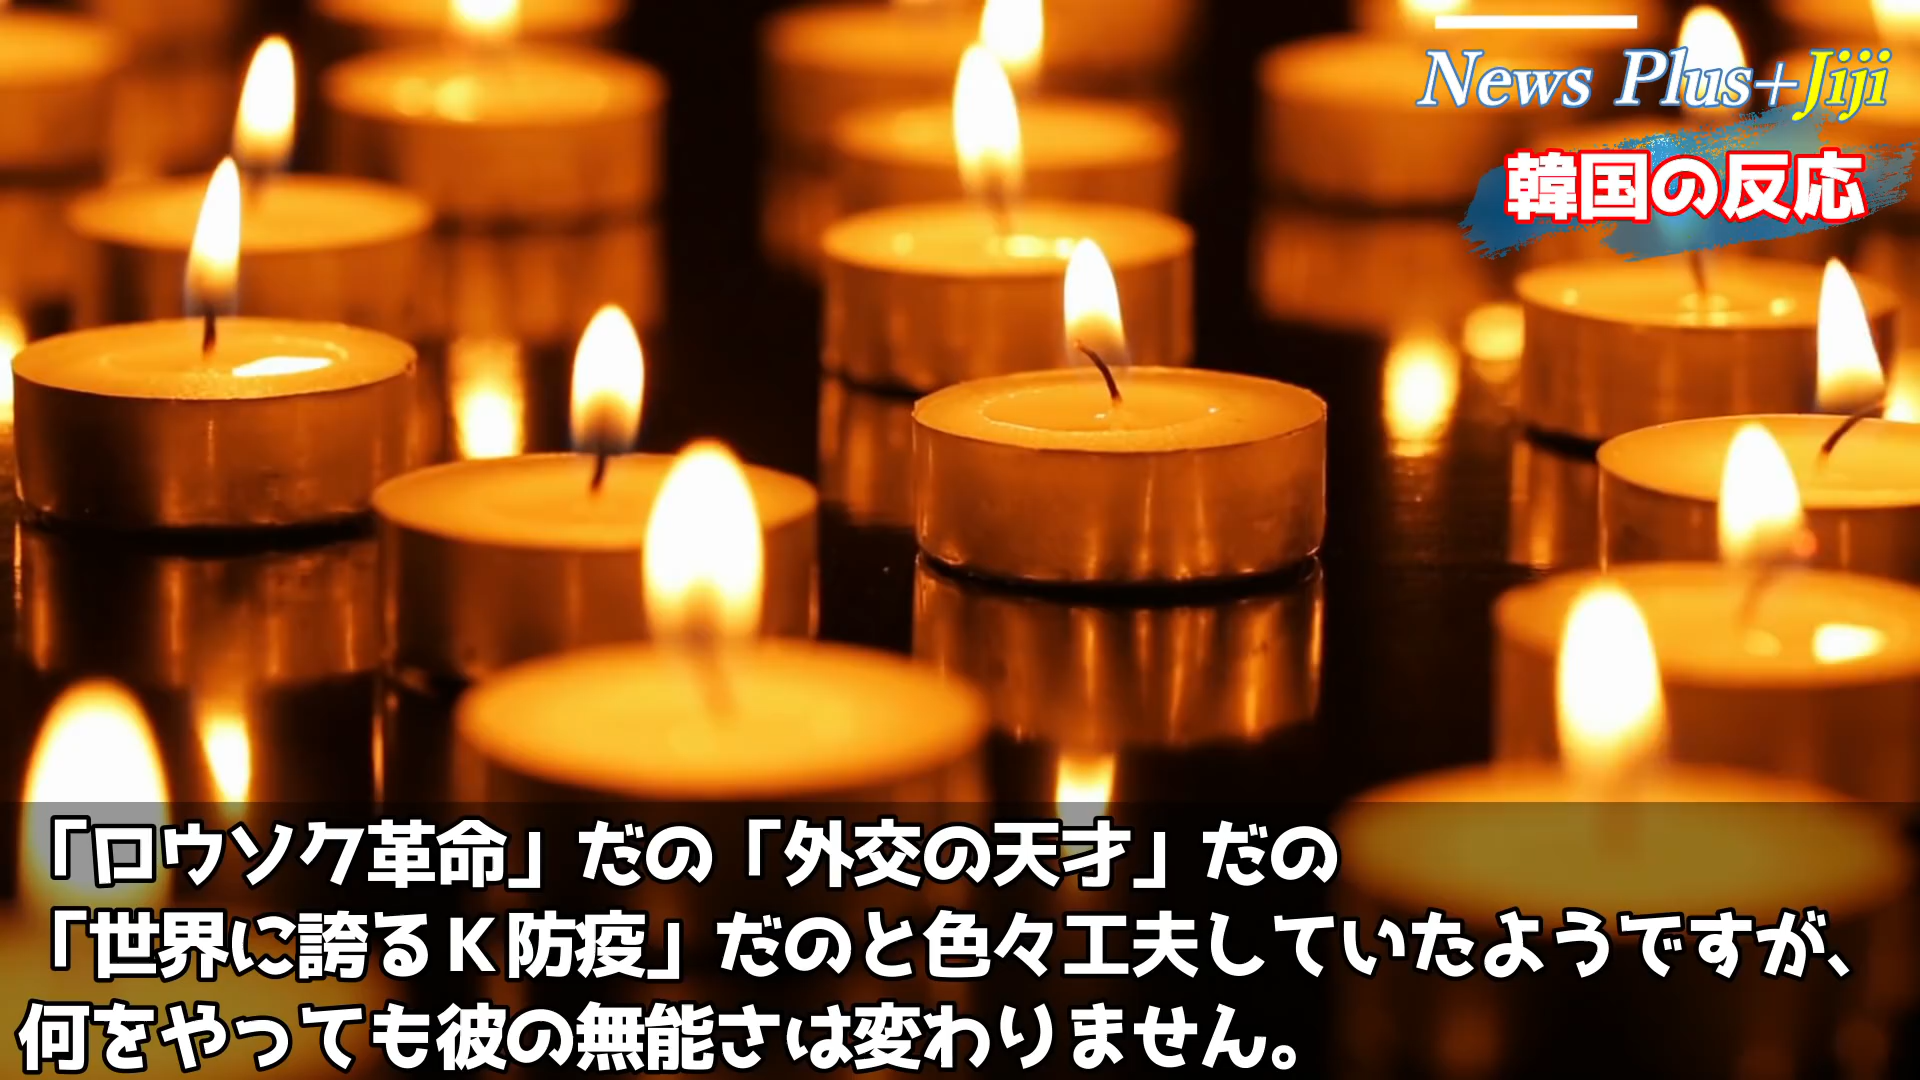 News Plus+Jiji
韓国の反応
「ロウソク革命」だの「外交の天才」だの
「世界に誇るK防疫」だのと色々工夫していたようですが、
何をやっても彼の無能さは変わりません。